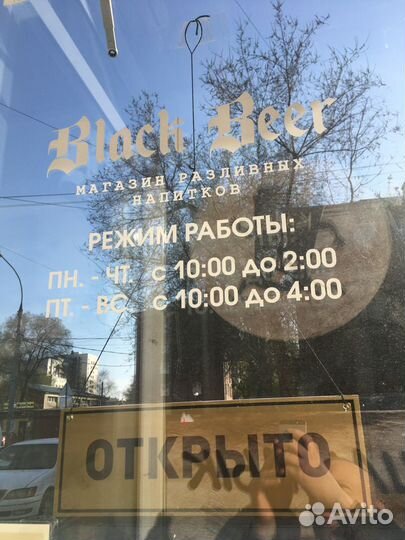 Black Beer
МАГАЗИН РАЗЛИВНЫХ
НАПИТКОВ
РЕЖИМ РАБОТЫ:
ПН. - ЧТ. с 10:00 до 2:00
ПТ. - ВС. с 10:00 до 4:00
ОТКРЫТО
Avito